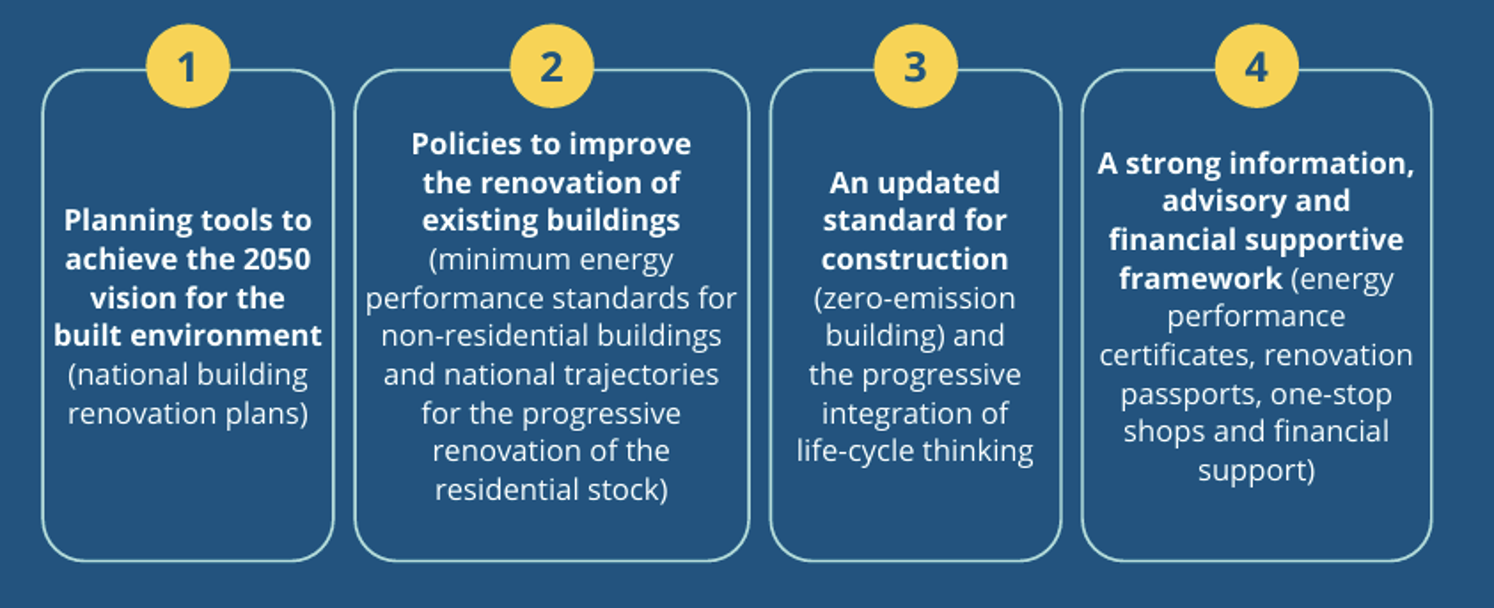 1
Planning tools to
achieve the 2050
vision for the
built environment
(national building
renovation plans)
2
Policies to improve
the renovation of
existing buildings
(minimum energy
performance standards for
non-residential buildings
and national trajectories
for the progressive
renovation of the
residential stock)
3
An updated
standard for
construction
(zero-emission
building) and
the progressive
integration of
life-cycle thinking
4
A strong information,
advisory and
financial supportive
framework (energy
performance
certificates, renovation
passports, one-stop
shops and financial
support)